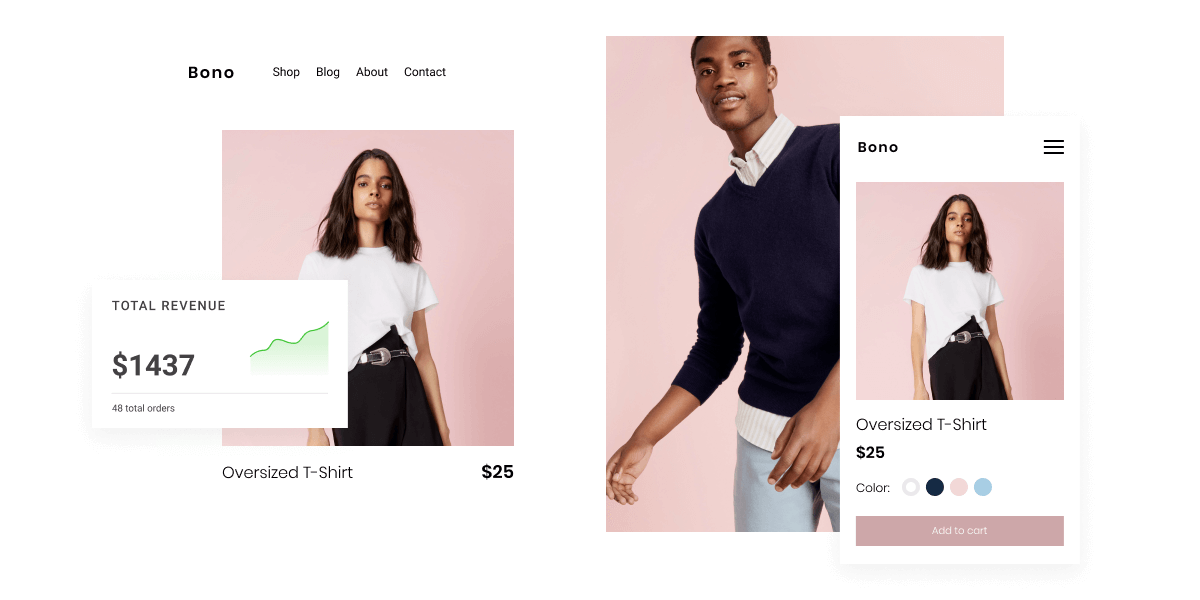 Bono Shop Blog About Contact
TOTAL REVENUE
$1437
48 total orders
Oversized T-Shirt $25
Bono
Oversized T-Shirt
$25
Color:
Add to cart